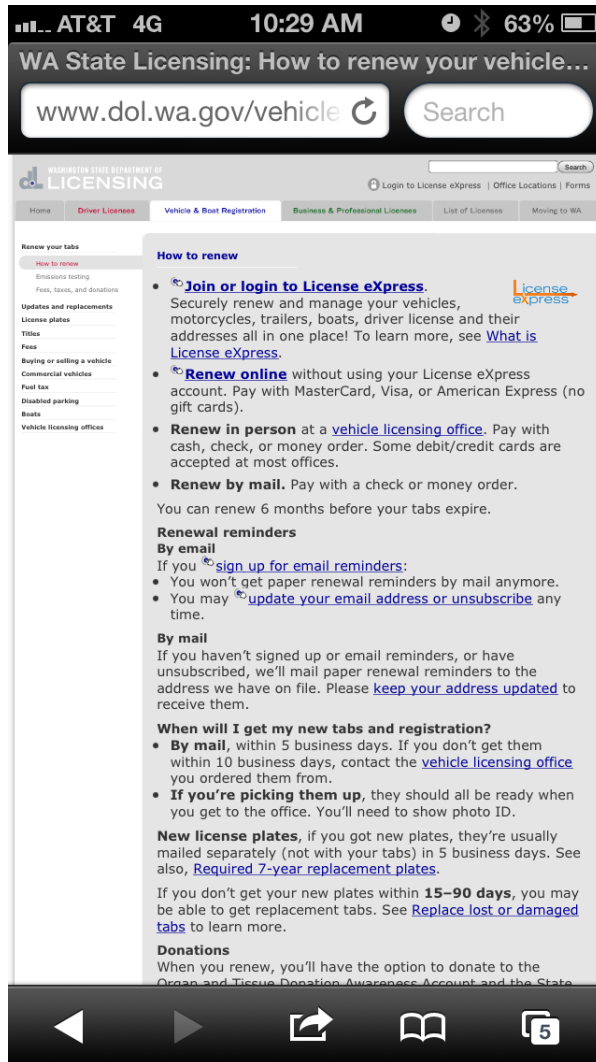 AT&T 4G 10:29 AM 63%
WA State Licensing: How to renew your vehicle...
www.dol.wa.gov/vehicle Search
WASHINGTON STATE DEPARTMENT OF
LICENSING
Search
Login to License eXpress | Office Locations | Forms
Home Driver Licenses Vehicle & Boat Registration Business & Professional Licenses List of Licenses Moving to WA
Renew your tabs
How to renew
Emissions testing
Fees, taxes, and donations
Updates and replacements
License plates
Titles
Fees
Buying or selling a vehicle
Commercial vehicles
Fuel tax
Disabled parking
Boats
Vehicle licensing offices
How to renew
License
express
• Join or login to License eXpress.
Securely renew and manage your vehicles,
motorcycles, trailers, boats, driver license and their
addresses all in one place! To learn more, see What is
License eXpress.
• Renew online without using your License eXpress
account. Pay with MasterCard, Visa, or American Express (no
gift cards).
• Renew in person at a vehicle licensing office. Pay with
cash, check, or money order. Some debit/credit cards are
accepted at most offices.
• Renew by mail. Pay with a check or money order.
You can renew 6 months before your tabs expire.
Renewal reminders
By email
If you sign up for email reminders:
• You won't get paper renewal reminders by mail anymore.
• You may update your email address or unsubscribe any
time.
By mail
If you haven't signed up or email reminders, or have
unsubscribed, we'll mail paper renewal reminders to the
address we have on file. Please keep your address updated to
receive them.
When will I get my new tabs and registration?
• By mail, within 5 business days. If you don't get them
within 10 business days, contact the vehicle licensing office
you ordered them from.
• If you're picking them up, they should all be ready when
you get to the office. You'll need to show photo ID.
New license plates, if you got new plates, they're usually
mailed separately (not with your tabs) in 5 business days. See
also, Required 7-year replacement plates.
If you don't get your new plates within 15–90 days, you may
be able to get replacement tabs. See Replace lost or damaged
tabs to learn more.
Donations
When you renew, you'll have the option to donate to the
Organ and Tissue Donation Awareness Account and the State
5